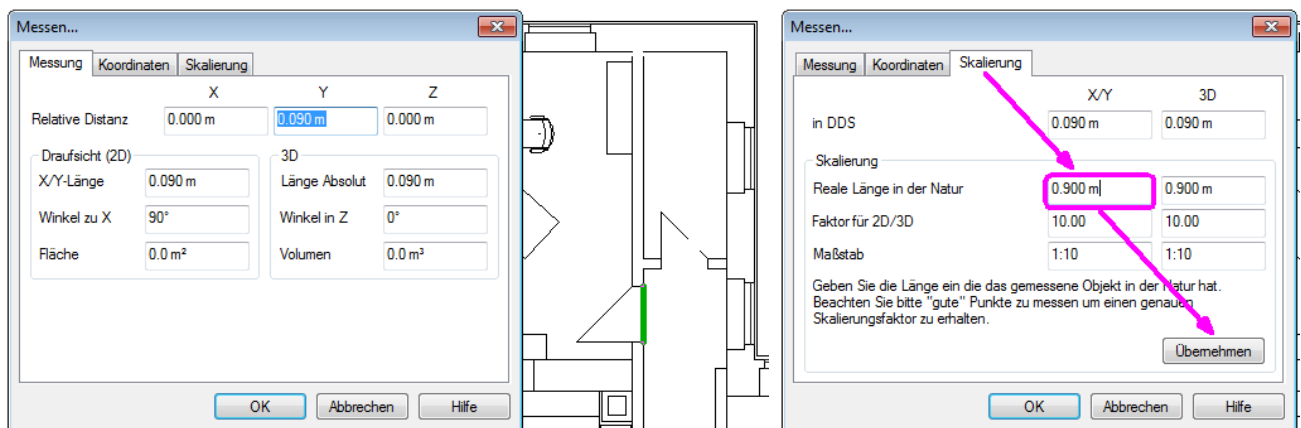 Messen...
Messung Koordinaten Skalierung
X Y Z
Relative Distanz 0.000 m 0.090 m 0.000 m
Draufsicht (2D)
X/Y-Länge 0.090 m
Winkel zu X 90°
Fläche 0.0 m²
3D
Länge Absolut 0.090 m
Winkel in Z 0°
Volumen 0.0 m³
OK Abbrechen Hilfe
Messen...
Messung Koordinaten Skalierung
X/Y 3D
in DDS 0.090 m 0.090 m
Skalierung
Reale Länge in der Natur 0.900 m 0.900 m
Faktor für 2D/3D 10.00 10.00
Maßstab 1:10 1:10
Geben Sie die Länge ein die das gemessene Objekt in der Natur hat.
Beachten Sie bitte "gute" Punkte zu messen um einen genauen
Skalierungsfaktor zu erhalten.
Übernehmen
OK Abbrechen Hilfe